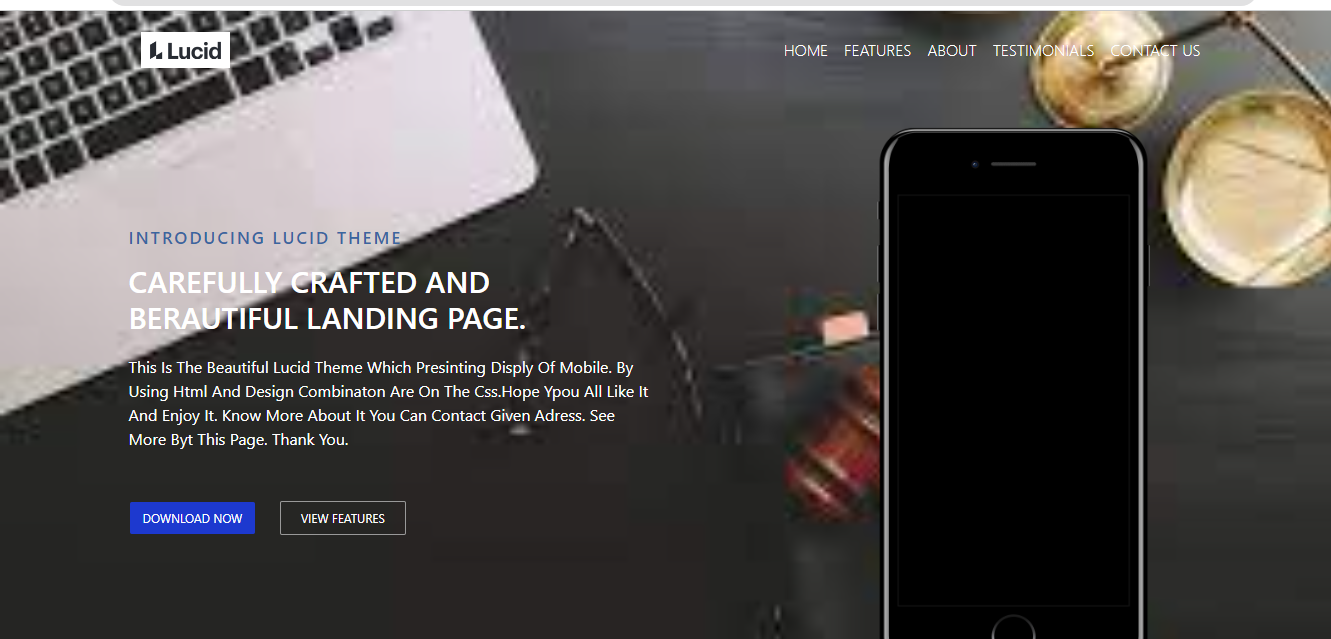 Lucid
HOME FEATURES ABOUT TESTIMONIALS CONTACT US
INTRODUCING LUCID THEME
CAREFULLY CRAFTED AND
BERAUTIFUL LANDING PAGE.
This Is The Beautiful Lucid Theme Which Presinting Disply Of Mobile. By
Using Html And Design Combinaton Are On The Css.Hope Ypou All Like It
And Enjoy It. Know More About It You Can Contact Given Adress. See
More Byt This Page. Thank You.
DOWNLOAD NOW VIEW FEATURES